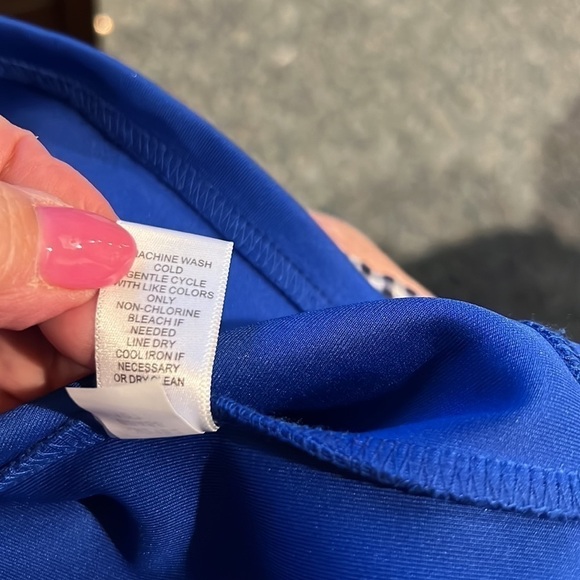 MACHINE WASH
COLD
GENTLE CYCLE
WITH LIKE COLORS
ONLY
NON-CHLORINE
BLEACH IF
NEEDED
LINE DRY
COOL IRON IF
NECESSARY
OR DRY CLEAN